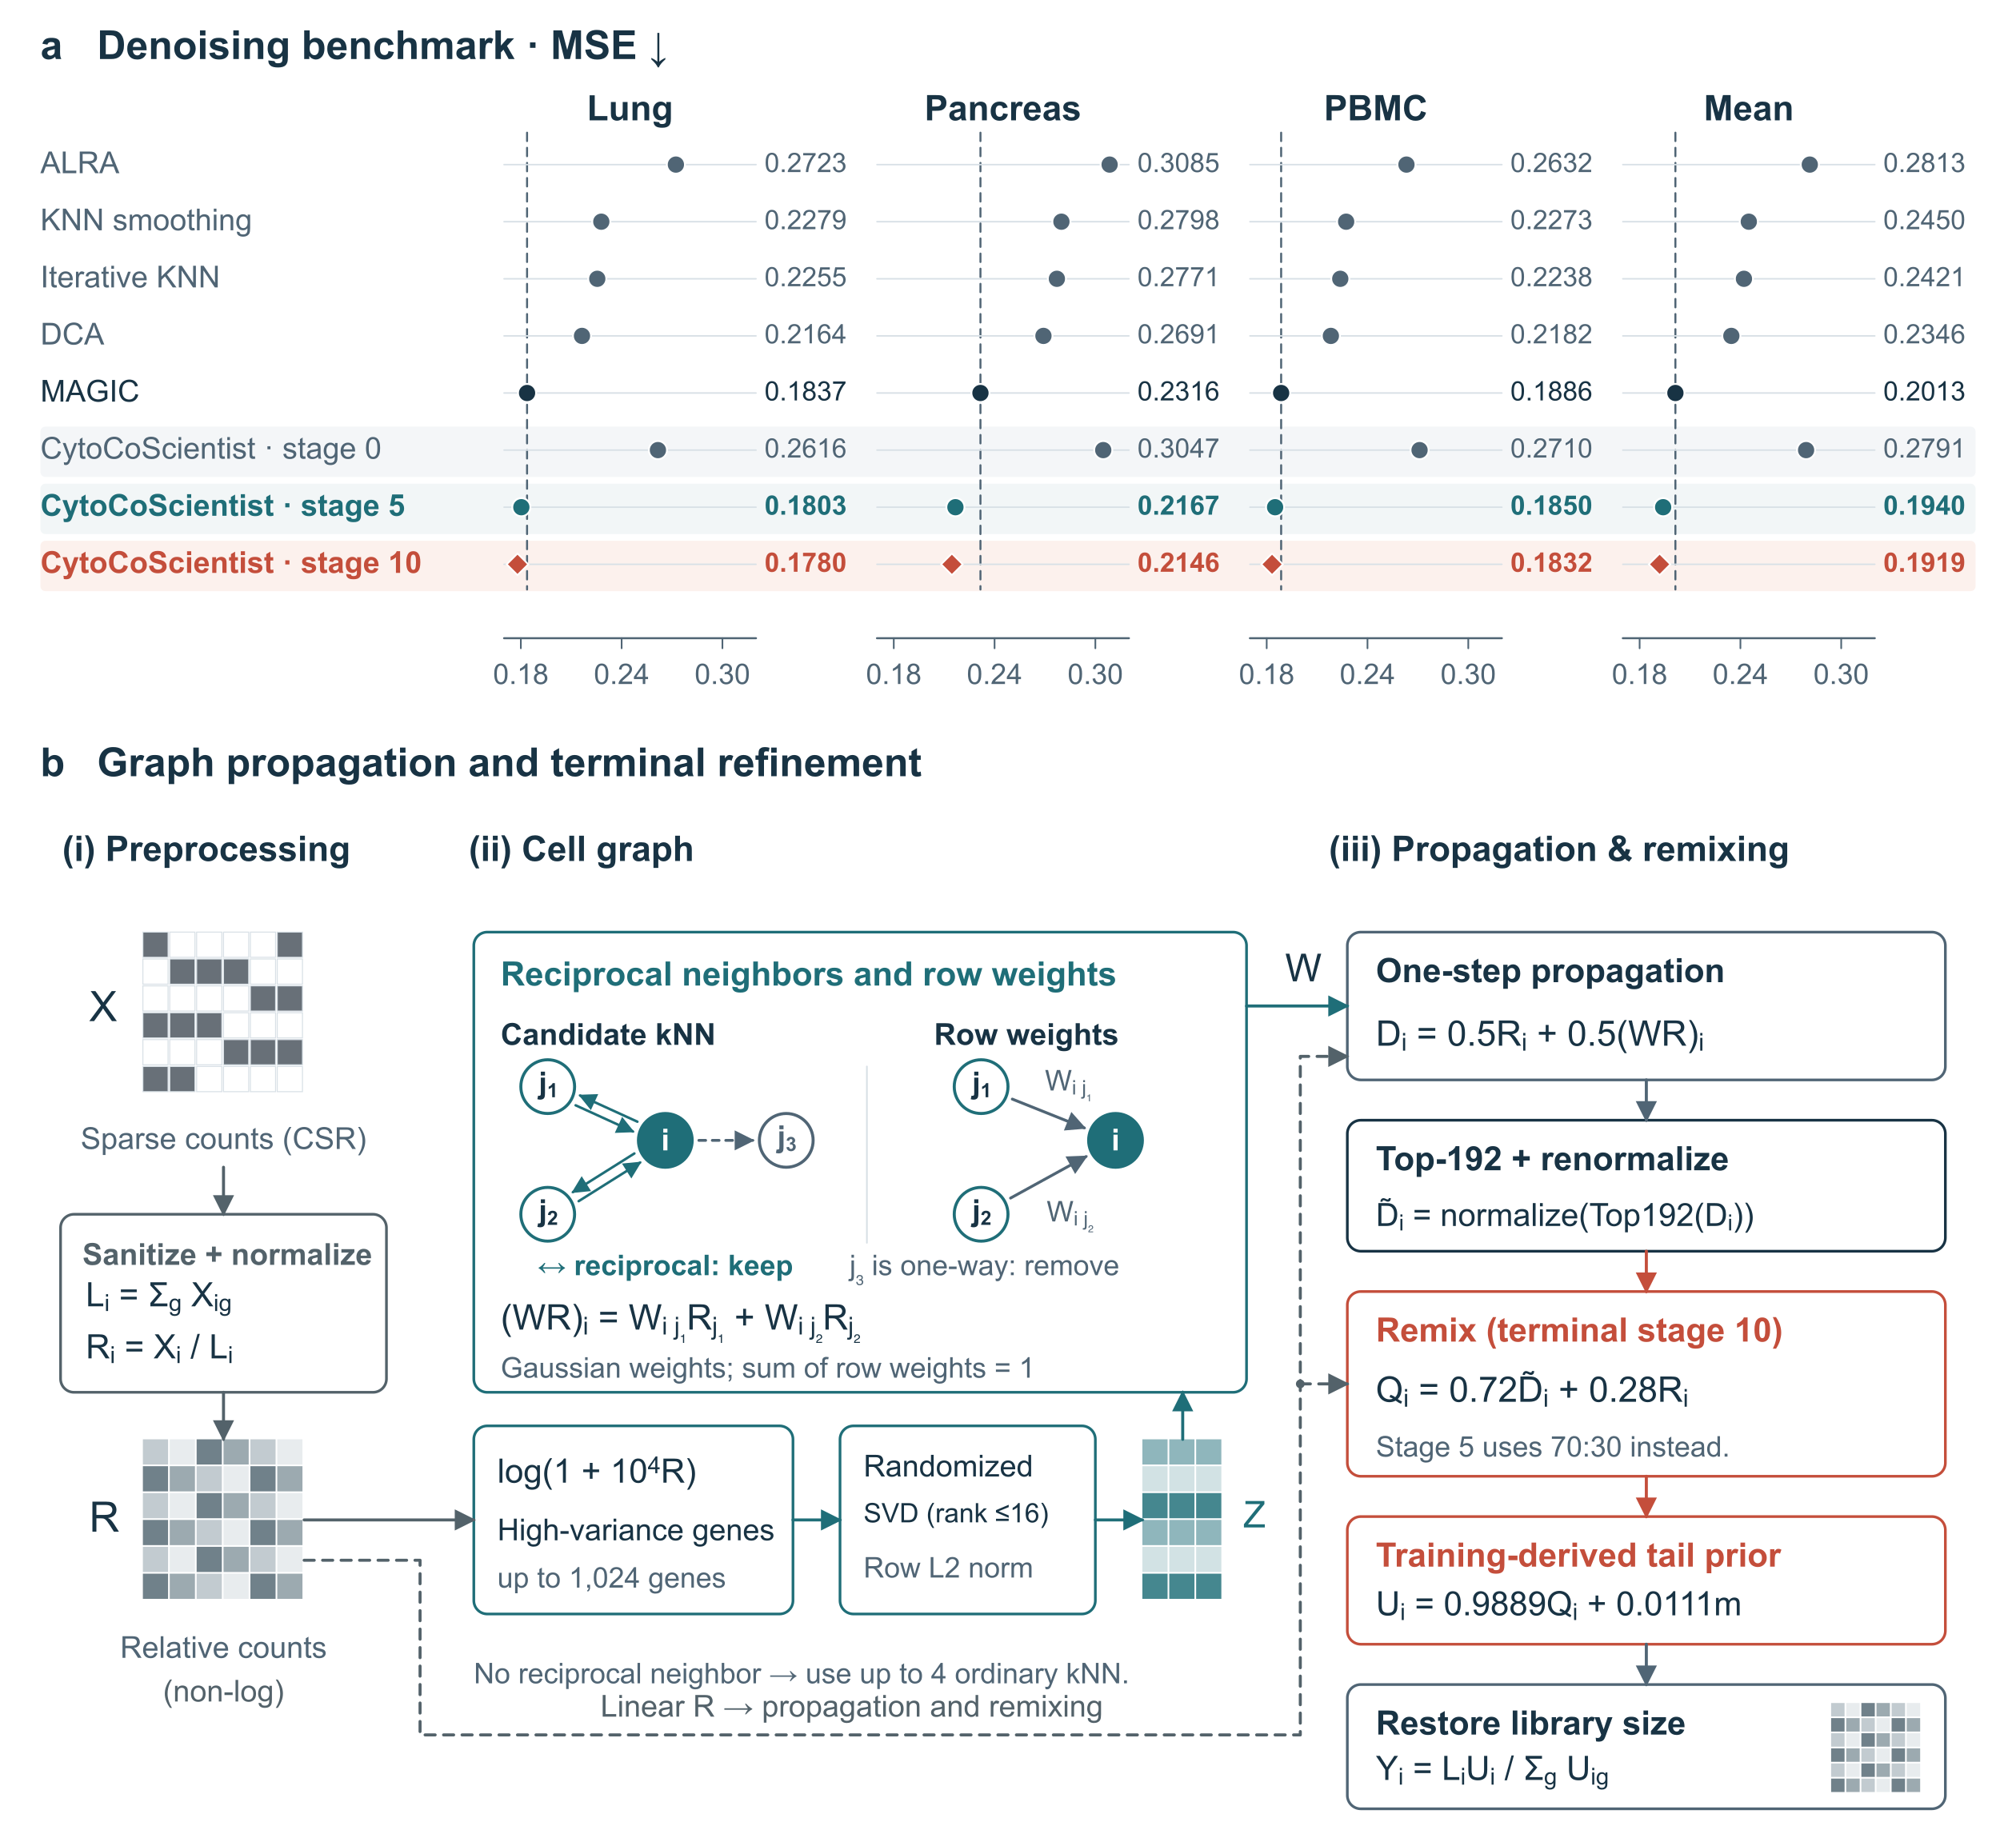 a Denoising benchmark · MSE ↓
Lung Pancreas PBMC Mean
ALRA 0.2723 0.3085 0.2632 0.2813
KNN smoothing 0.2279 0.2798 0.2273 0.2450
Iterative KNN 0.2255 0.2771 0.2238 0.2421
DCA 0.2164 0.2691 0.2182 0.2346
MAGIC 0.1837 0.2316 0.1886 0.2013
CytoCoScientist · stage 0 0.2616 0.3047 0.2710 0.2791
CytoCoScientist · stage 5 0.1803 0.2167 0.1850 0.1940
CytoCoScientist · stage 10 0.1780 0.2146 0.1832 0.1919
0.18 0.24 0.30 0.18 0.24 0.30 0.18 0.24 0.30 0.18 0.24 0.30
b Graph propagation and terminal refinement
(i) Preprocessing
X
Sparse counts (CSR)
Sanitize + normalize
Lᵢ = Σg Xig
Rᵢ = Xᵢ / Lᵢ
R
Relative counts
(non-log)
(ii) Cell graph
Reciprocal neighbors and row weights
Candidate kNN
j₁
i
j₃
j₂
↔ reciprocal: keep
Row weights
j₁
W i j₁
i
j₂
W i j₂
j₃ is one-way: remove
(WR)ᵢ = W i j₁ R j₁ + W i j₂ R j₂
Gaussian weights; sum of row weights = 1
log(1 + 10⁴R)
High-variance genes
up to 1,024 genes
Randomized
SVD (rank ≤16)
Row L2 norm
Z
No reciprocal neighbor → use up to 4 ordinary kNN.
Linear R → propagation and remixing
W
(iii) Propagation & remixing
One-step propagation
Dᵢ = 0.5Rᵢ + 0.5(WR)ᵢ
Top-192 + renormalize
D̃ᵢ = normalize(Top192(Dᵢ))
Remix (terminal stage 10)
Qᵢ = 0.72D̃ᵢ + 0.28Rᵢ
Stage 5 uses 70:30 instead.
Training-derived tail prior
Uᵢ = 0.9889Qᵢ + 0.0111m
Restore library size
Yᵢ = LᵢUᵢ / Σg Uig